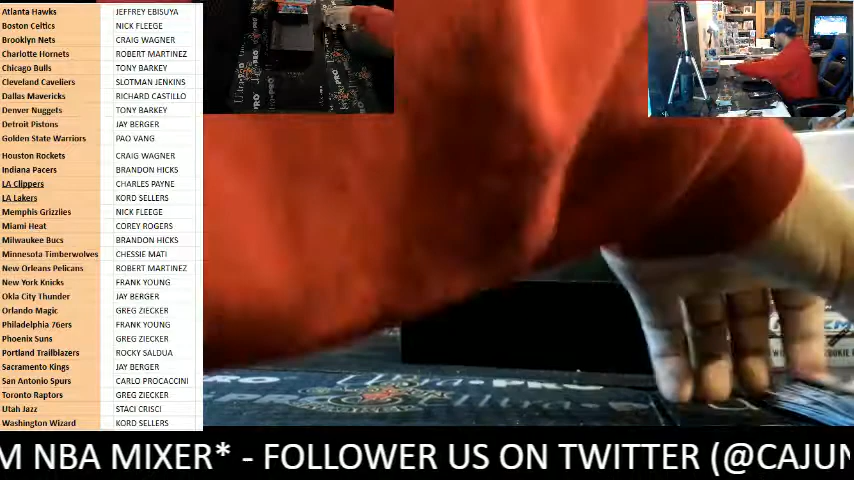 Atlanta Hawks JEFFREY EBISUYA
Boston Celtics NICK FLEEGE
Brooklyn Nets CRAIG WAGNER
Charlotte Hornets ROBERT MARTINEZ
Chicago Bulls TONY BARKEY
Cleveland Caveliers SLOTMAN JENKINS
Dallas Mavericks RICHARD CASTILLO
Denver Nuggets TONY BARKEY
Detroit Pistons JAY BERGER
Golden State Warriors PAO VANG
Houston Rockets CRAIG WAGNER
Indiana Pacers BRANDON HICKS
LA Clippers CHARLES PAYNE
LA Lakers KORD SELLERS
Memphis Grizzlies NICK FLEEGE
Miami Heat COREY ROGERS
Milwaukee Bucs BRANDON HICKS
Minnesota Timberwolves CHESSIE MATI
New Orleans Pelicans ROBERT MARTINEZ
New York Knicks FRANK YOUNG
Okla City Thunder JAY BERGER
Orlando Magic GREG ZIECKER
Philadelphia 76ers FRANK YOUNG
Phoenix Suns GREG ZIECKER
Portland Trailblazers ROCKY SALDUA
Sacramento Kings JAY BERGER
San Antonio Spurs CARLO PROCACCINI
Toronto Raptors GREG ZIECKER
Utah Jazz STACI CRISCI
Washington Wizard KORD SELLERS
Ultra PRO
M NBA MIXER* - FOLLOWER US ON TWITTER (@CAJUN